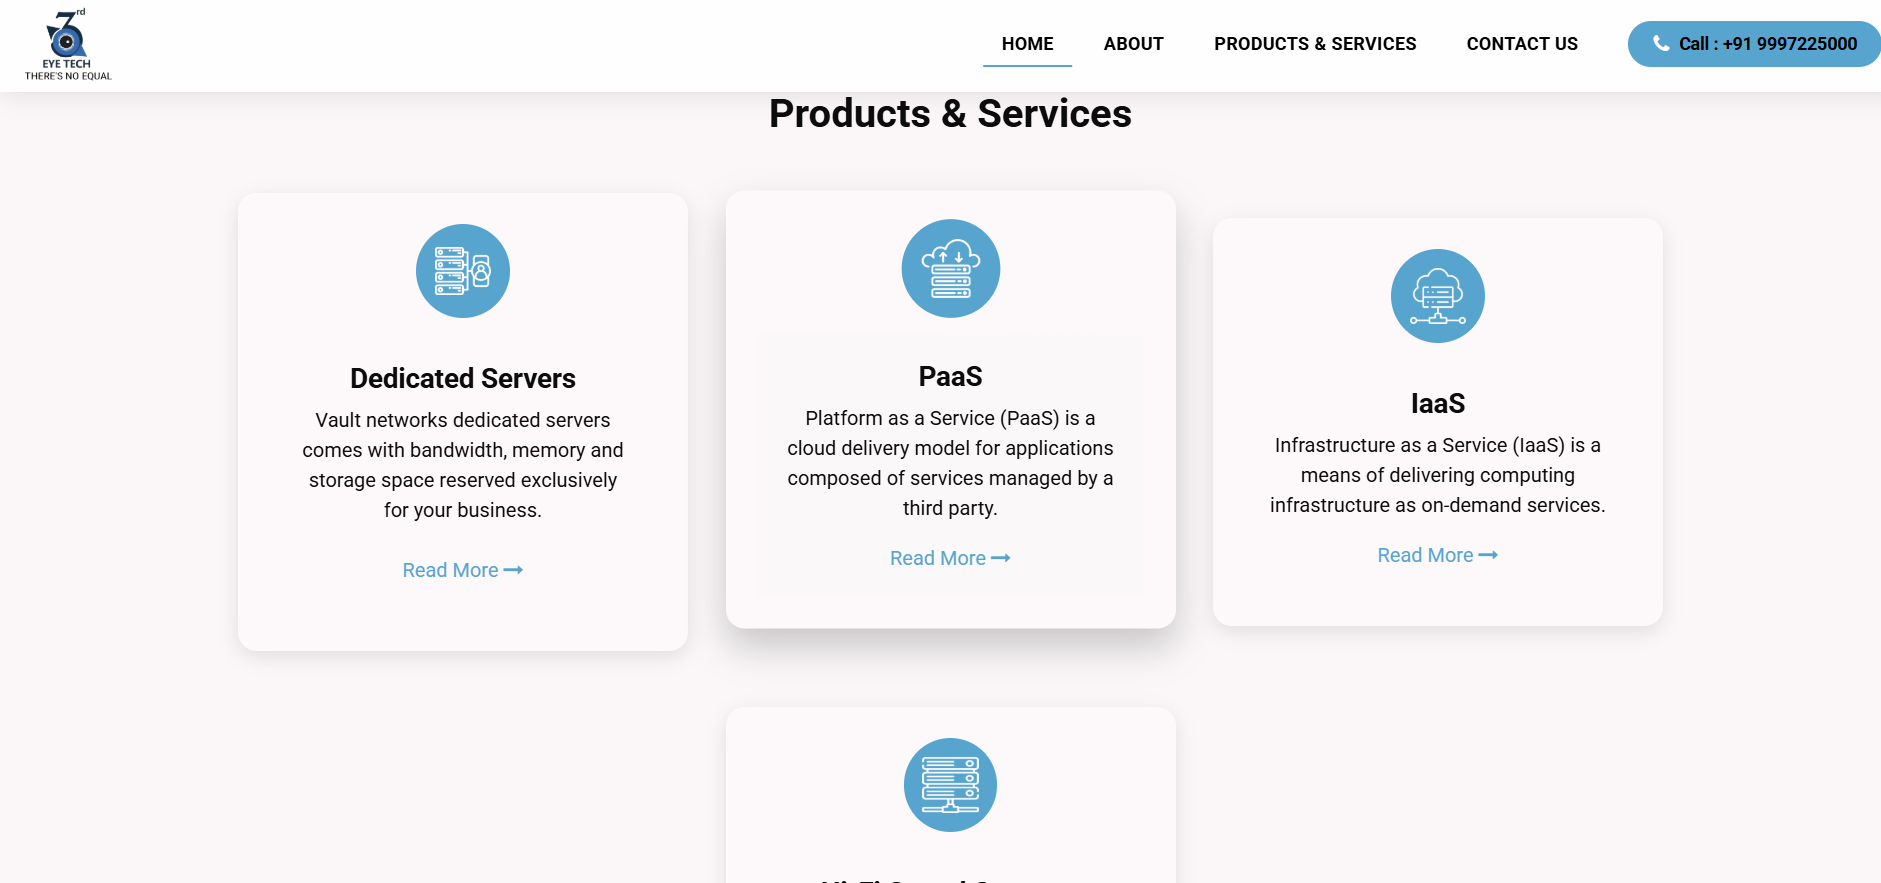 3rd
EYE TECH
THERE'S NO EQUAL
HOME
ABOUT
PRODUCTS & SERVICES
CONTACT US
Call : +91 9997225000
Products & Services
Dedicated Servers
Vault networks dedicated servers
comes with bandwidth, memory and
storage space reserved exclusively
for your business.
Read More
PaaS
Platform as a Service (PaaS) is a
cloud delivery model for applications
composed of services managed by a
third party.
Read More
IaaS
Infrastructure as a Service (IaaS) is a
means of delivering computing
infrastructure as on-demand services.
Read More